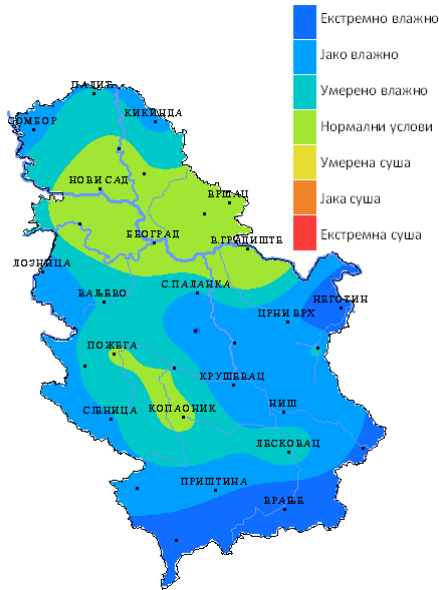 Екстремно влажно
Јако влажно
Умерено влажно
Нормални услови
Умерена суша
Јака суша
Екстремна суша
ПАЛИЋ
СОМБОР
КИКИНДА
НОВИ САД
ВРШАЦ
БЕОГРАД
В.ГРАДИШТЕ
ЛОЗНИЦА
С.ПАЛАНКА
ВАЉЕВО
НЕГОТИН
ЦРНИ ВРХ
ПОЖЕГА
КРУШЕВАЦ
СЈЕНИЦА
КОПАОНИК
НИШ
ЛЕСКОВАЦ
ПРИШТИНА
ВРАЊЕ